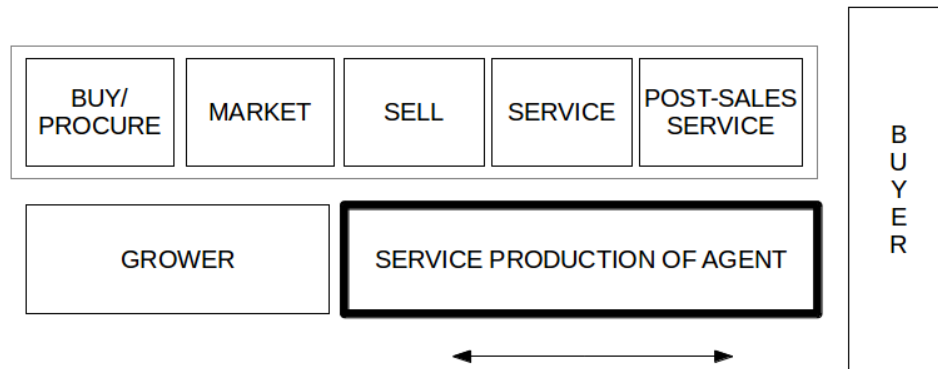 BUY/
PROCURE
MARKET
SELL
SERVICE
POST-SALES
SERVICE
GROWER
SERVICE PRODUCTION OF AGENT
B
U
Y
E
R